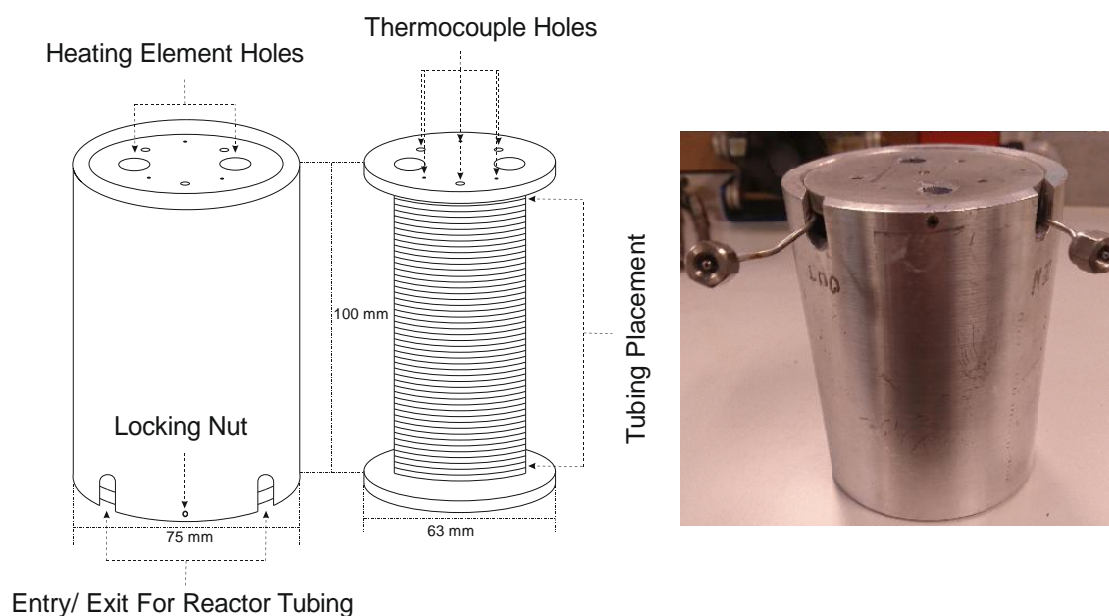 Thermocouple Holes
Heating Element Holes
100 mm
Tubing Placement
Locking Nut
75 mm
63 mm
Entry/ Exit For Reactor Tubing